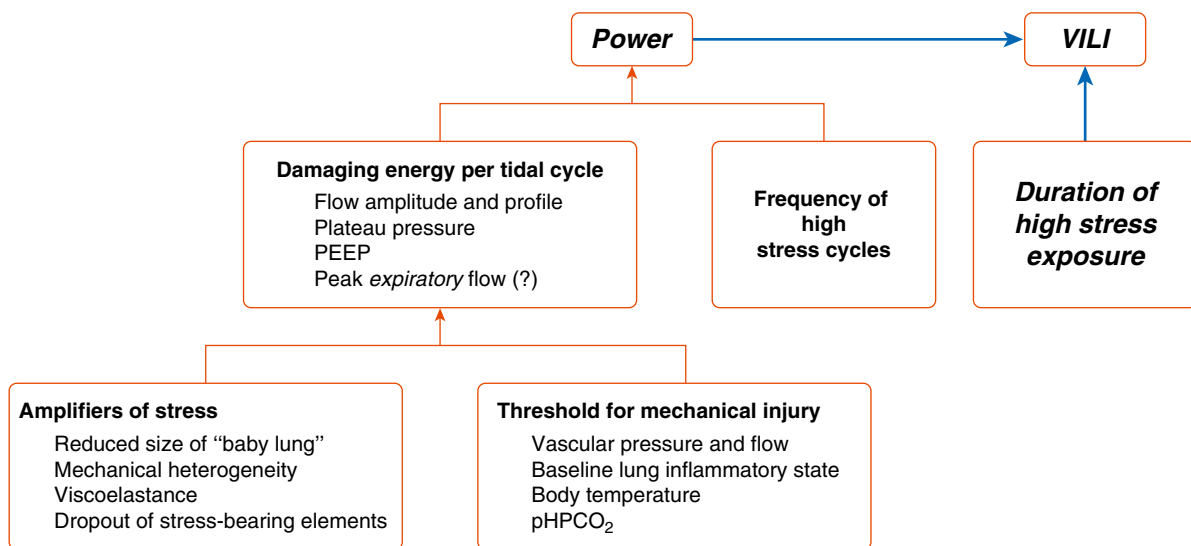 Power
VILI
Damaging energy per tidal cycle
Flow amplitude and profile
Plateau pressure
PEEP
Peak expiratory flow (?)
Frequency of
high
stress cycles
Duration of
high stress
exposure
Amplifiers of stress
Reduced size of “baby lung”
Mechanical heterogeneity
Viscoelastance
Dropout of stress-bearing elements
Threshold for mechanical injury
Vascular pressure and flow
Baseline lung inflammatory state
Body temperature
pHPCO₂